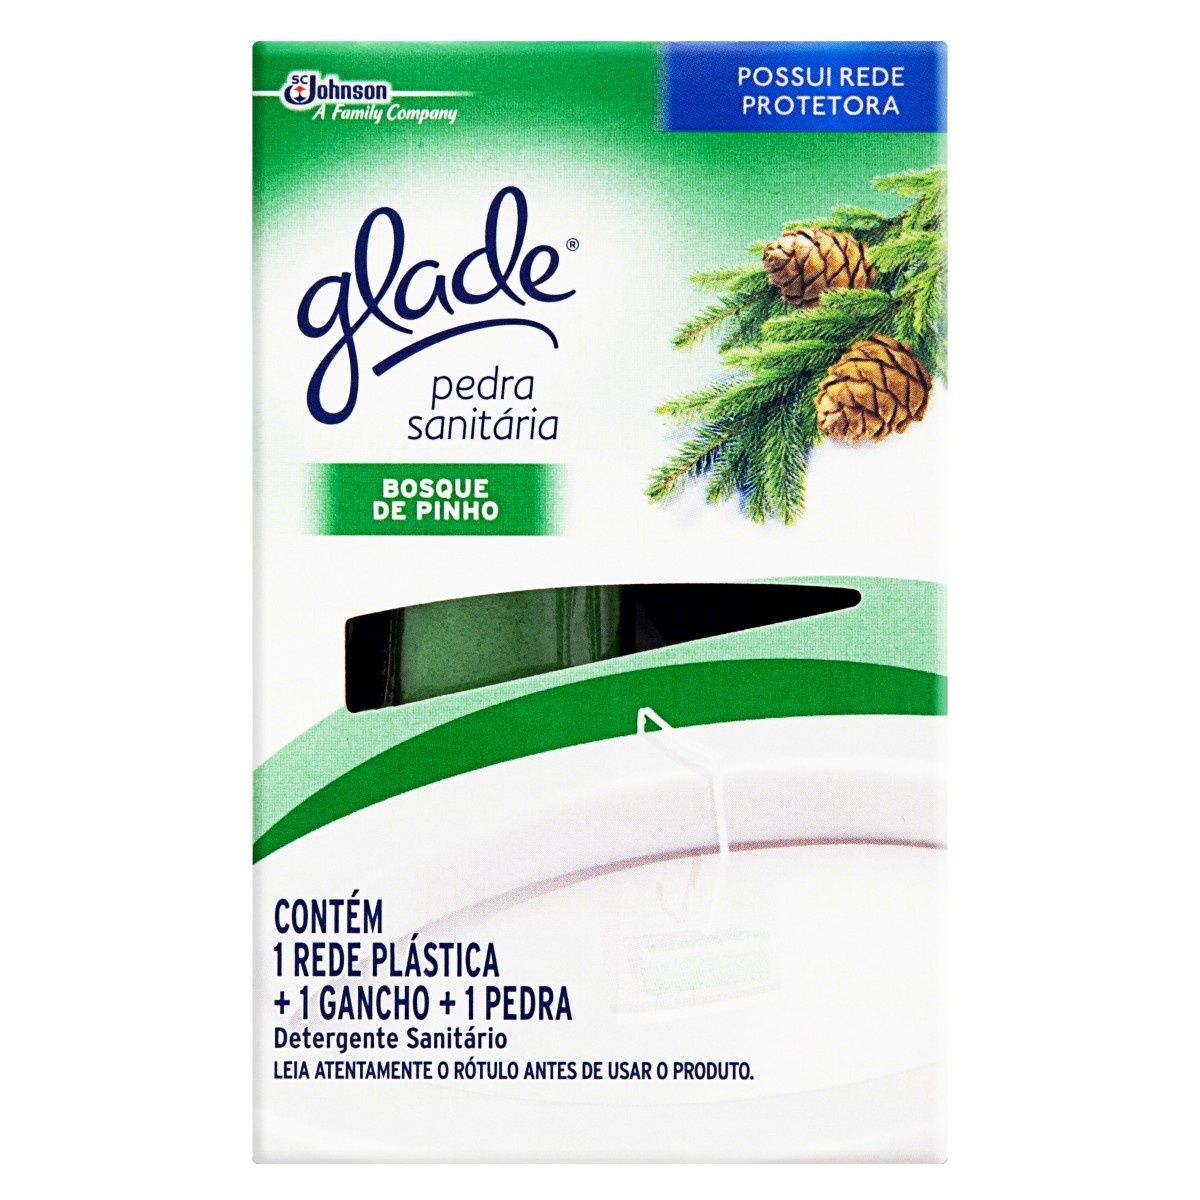 SC Johnson
A Family Company
POSSUI REDE
PROTETORA
glade®
pedra
sanitária
BOSQUE
DE PINHO
CONTÉM
1 REDE PLÁSTICA
+ 1 GANCHO + 1 PEDRA
Detergente Sanitário
LEIA ATENTAMENTE O RÓTULO ANTES DE USAR O PRODUTO.